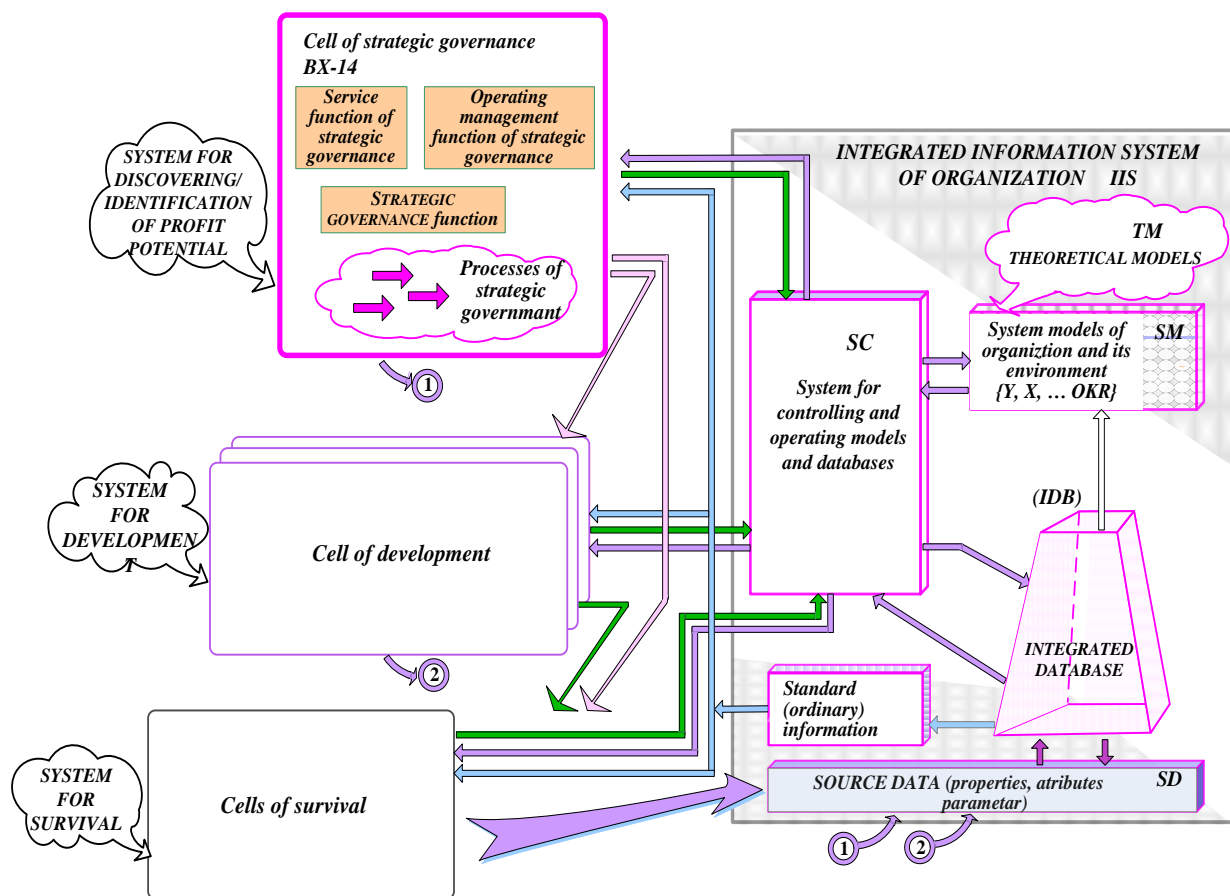 Cell of strategic governance
BX-14
Service
function of
strategic
governance
Operating
management
function of strategic
governance
STRATEGIC
GOVERNANCE function
Processes of
strategic
governmant
SYSTEM FOR
DISCOVERING/
IDENTIFICATION
OF PROFIT
POTENTIAL
1
INTEGRATED INFORMATION SYSTEM
OF ORGANIZATION IIS
TM
THEORETICAL MODELS
SC
System for
controlling and
operating models
and databases
System models of
organiztion and its
environment
{Y, X, … OKR}
SM
SYSTEM
FOR
DEVELOPMEN
T
Cell of development
2
(IDB)
INTEGRATED
DATABASE
Standard
(ordinary)
information
SYSTEM
FOR
SURVIVAL
Cells of survival
SOURCE DATA (properties, atributes
parametar)
SD
1
2